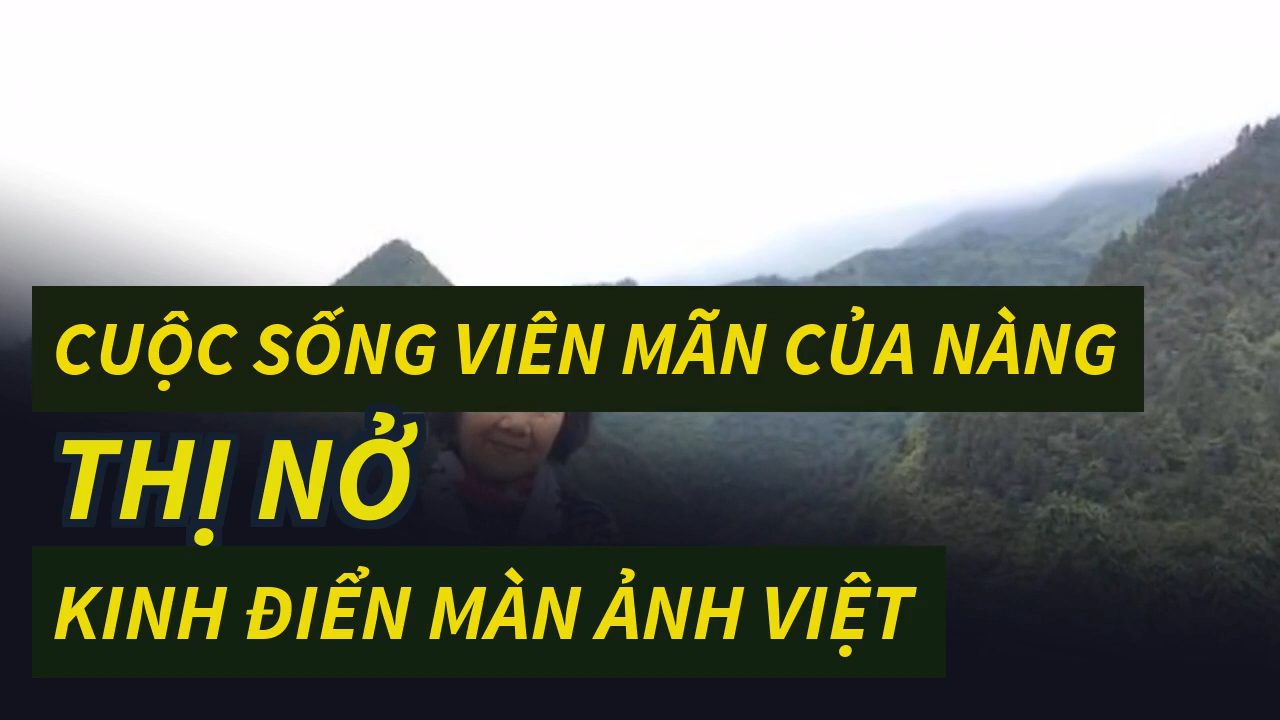 CUỘC SỐNG VIÊN MÃN CỦA NÀNG
THỊ NỞ
KINH ĐIỂN MÀN ẢNH VIỆT